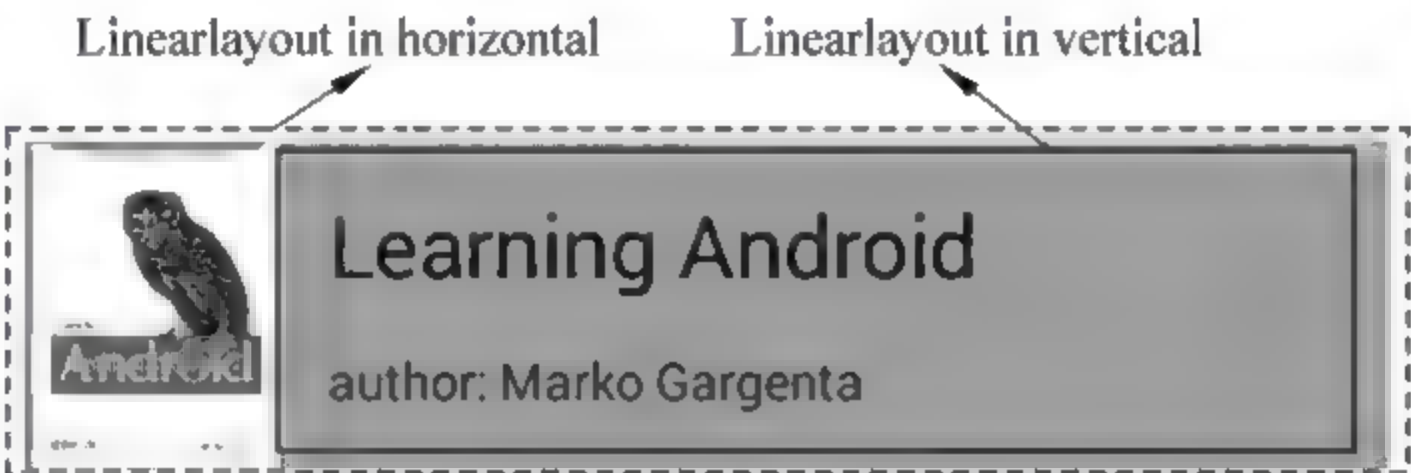 Linearlayout in horizontal Linearlayout in vertical
Learning Android
Android
author: Marko Gargenta